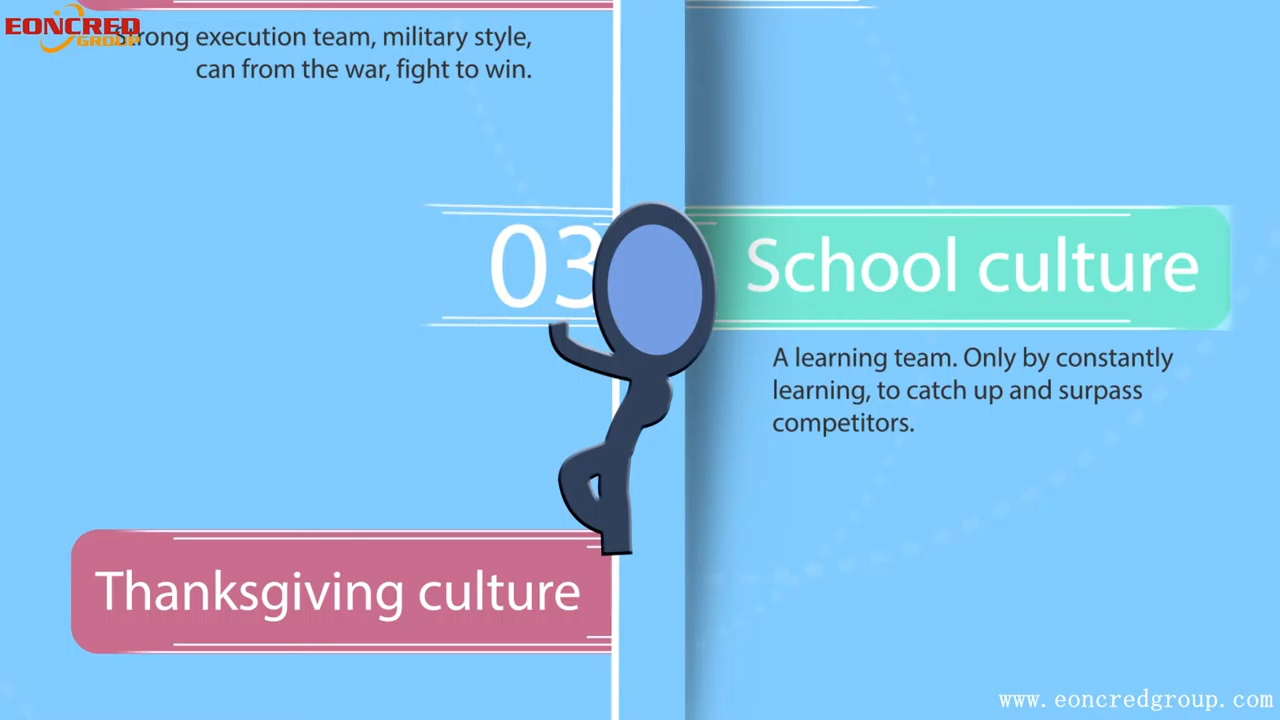 EONCRED
GROUP
Strong execution team, military style,
can from the war, fight to win.
03
School culture
A learning team. Only by constantly
learning, to catch up and surpass
competitors.
Thanksgiving culture
www.eoncredgroup.com